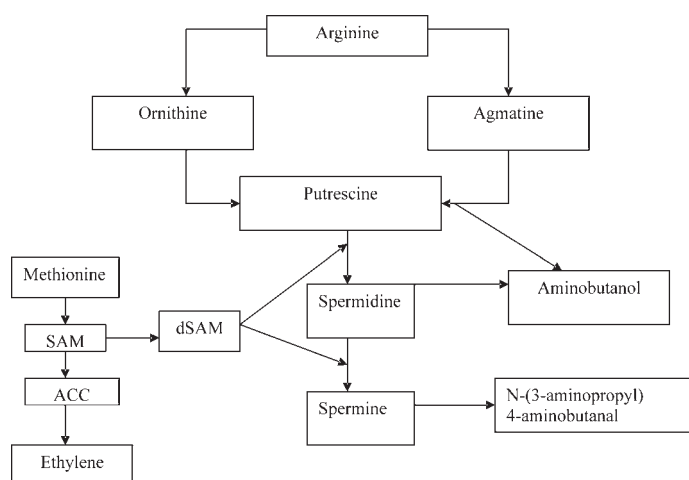 Arginine
Ornithine
Agmatine
Putrescine
Methionine
Spermidine
Aminobutanol
SAM
dSAM
ACC
Spermine
N-(3-aminopropyl)
4-aminobutanal
Ethylene